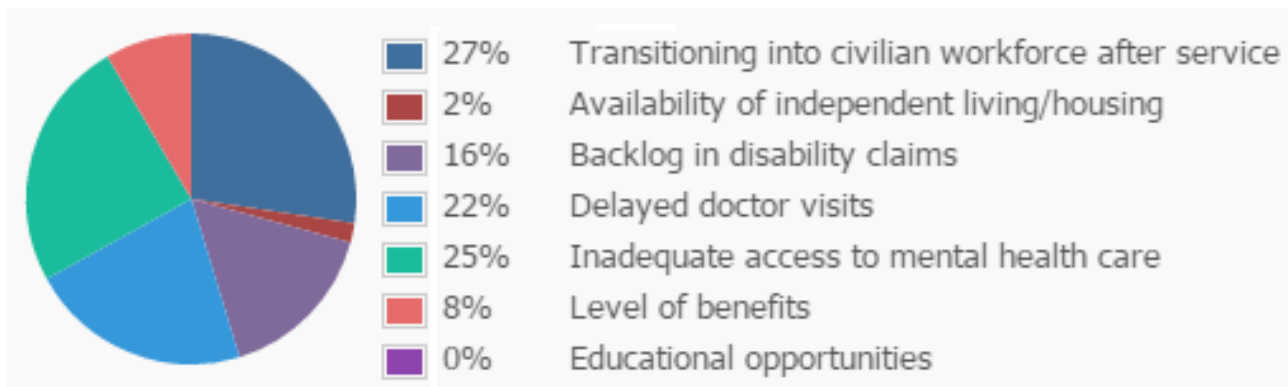 27% Transitioning into civilian workforce after service
2% Availability of independent living/housing
16% Backlog in disability claims
22% Delayed doctor visits
25% Inadequate access to mental health care
8% Level of benefits
0% Educational opportunities